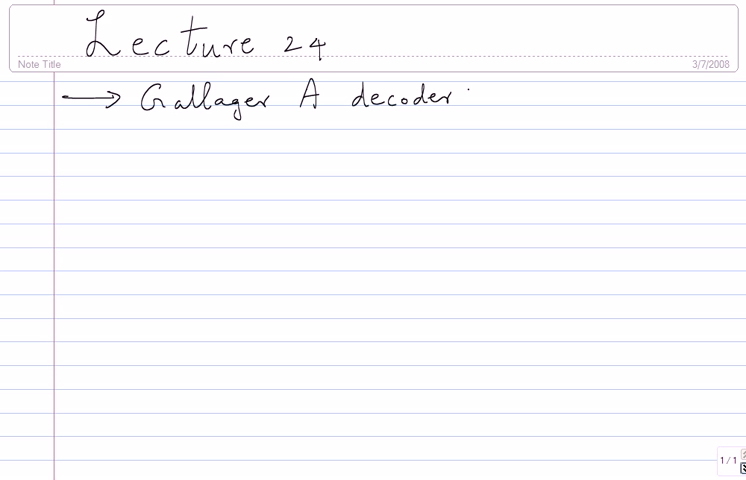 Lecture 24
Note Title
3/7/2008
→ Gallager A decoder
1/1